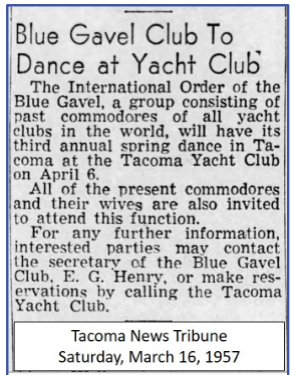 Blue Gavel Club To
Dance at Yacht Club
The International Order of the
Blue Gavel, a group consisting of
past commodores of all yacht
clubs in the world, will have its
third annual spring dance in Ta-
coma at the Tacoma Yacht Club
on April 6.
All of the present commodores
and their wives are also invited
to attend this function.
For any further information,
interested parties may contact
the secretary of the Blue Gavel
Club, E. G. Henry, or make res-
ervations by calling the Tacoma
Yacht Club.
Tacoma News Tribune
Saturday, March 16, 1957